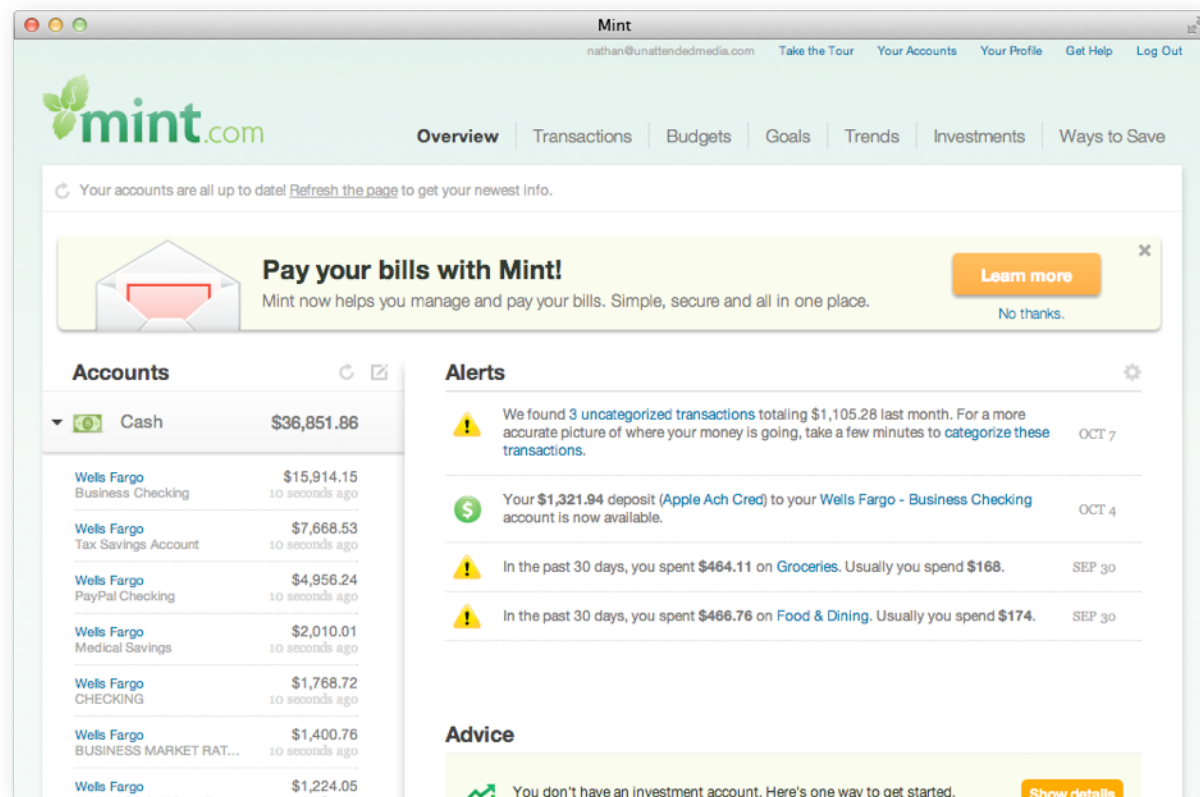 Mint
nathan@unattendedmedia.com Take the Tour Your Accounts Your Profile Get Help Log Out
mint.com
Overview Transactions Budgets Goals Trends Investments Ways to Save
Your accounts are all up to date! Refresh the page to get your newest info.
Pay your bills with Mint!
Mint now helps you manage and pay your bills. Simple, secure and all in one place.
Learn more
No thanks.
Accounts
Cash $36,851.86
Wells Fargo $15,914.15
Business Checking 10 seconds ago
Wells Fargo $7,668.53
Tax Savings Account 10 seconds ago
Wells Fargo $4,956.24
PayPal Checking 10 seconds ago
Wells Fargo $2,010.01
Medical Savings 10 seconds ago
Wells Fargo $1,768.72
CHECKING 10 seconds ago
Wells Fargo $1,400.76
BUSINESS MARKET RAT... 10 seconds ago
Wells Fargo $1,224.05
Alerts
We found 3 uncategorized transactions totaling $1,105.28 last month. For a more
accurate picture of where your money is going, take a few minutes to categorize these
transactions.
OCT 7
Your $1,321.94 deposit (Apple Ach Cred) to your Wells Fargo - Business Checking
account is now available.
OCT 4
In the past 30 days, you spent $464.11 on Groceries. Usually you spend $168. SEP 30
In the past 30 days, you spent $466.76 on Food & Dining. Usually you spend $174. SEP 30
Advice
You don't have an investment account. Here's one way to get started. Show details